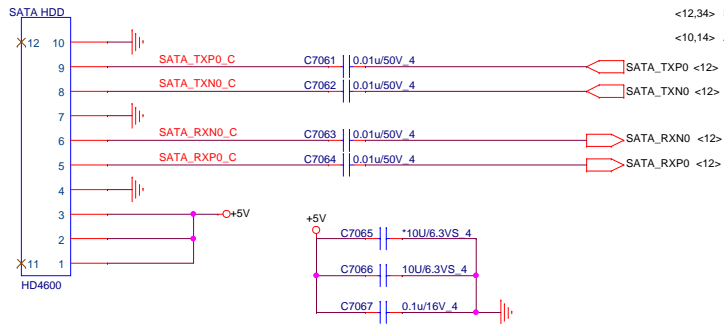 SATA HDD
<12,34>
12 10
<10,14>
9 SATA_TXP0_C C7061 0.01u/50V_4 SATA_TXP0 <12>
8 SATA_TXN0_C C7062 0.01u/50V_4 SATA_TXN0 <12>
7
6 SATA_RXN0_C C7063 0.01u/50V_4 SATA_RXN0 <12>
5 SATA_RXP0_C C7064 0.01u/50V_4 SATA_RXP0 <12>
4
3 +5V
+5V
2 C7065 *10U/6.3VS_4
11 1
C7066 10U/6.3VS_4
HD4600
C7067 0.1u/16V_4